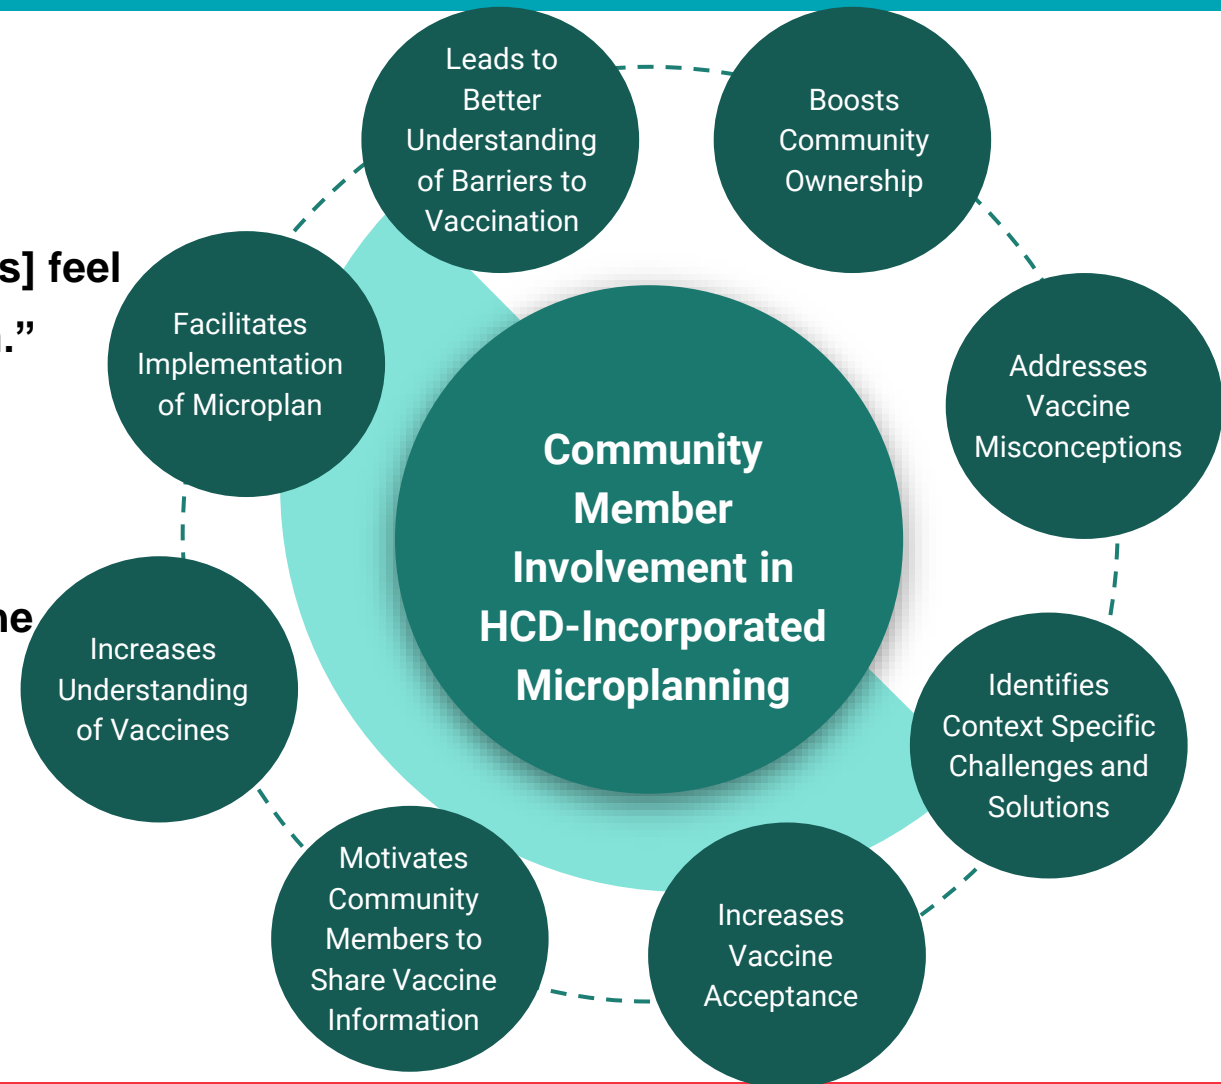 s] feel
.”
ne
Leads to
Better
Understanding
of Barriers to
Vaccination
Boosts
Community
Ownership
Addresses
Vaccine
Misconceptions
Identifies
Context Specific
Challenges and
Solutions
Increases
Vaccine
Acceptance
Motivates
Community
Members to
Share Vaccine
Information
Increases
Understanding
of Vaccines
Facilitates
Implementation
of Microplan
Community
Member
Involvement in
HCD-Incorporated
Microplanning